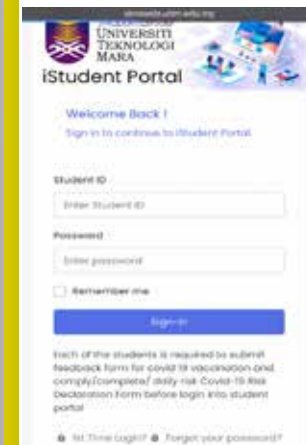 UNIVERSITI
TEKNOLOGI
MARA
iStudent Portal
Welcome Back !
Sign in to continue to iStudent Portal.
Student ID
Enter Student ID
Password
Enter password
Remember me
Sign-in
Each of the students is required to submit
feedback form for covid 19 vaccination and
comply/complete/ daily risk Covid-19 Risk
Declaration Form before login into student
portal
1st Time Login? Forgot your password?